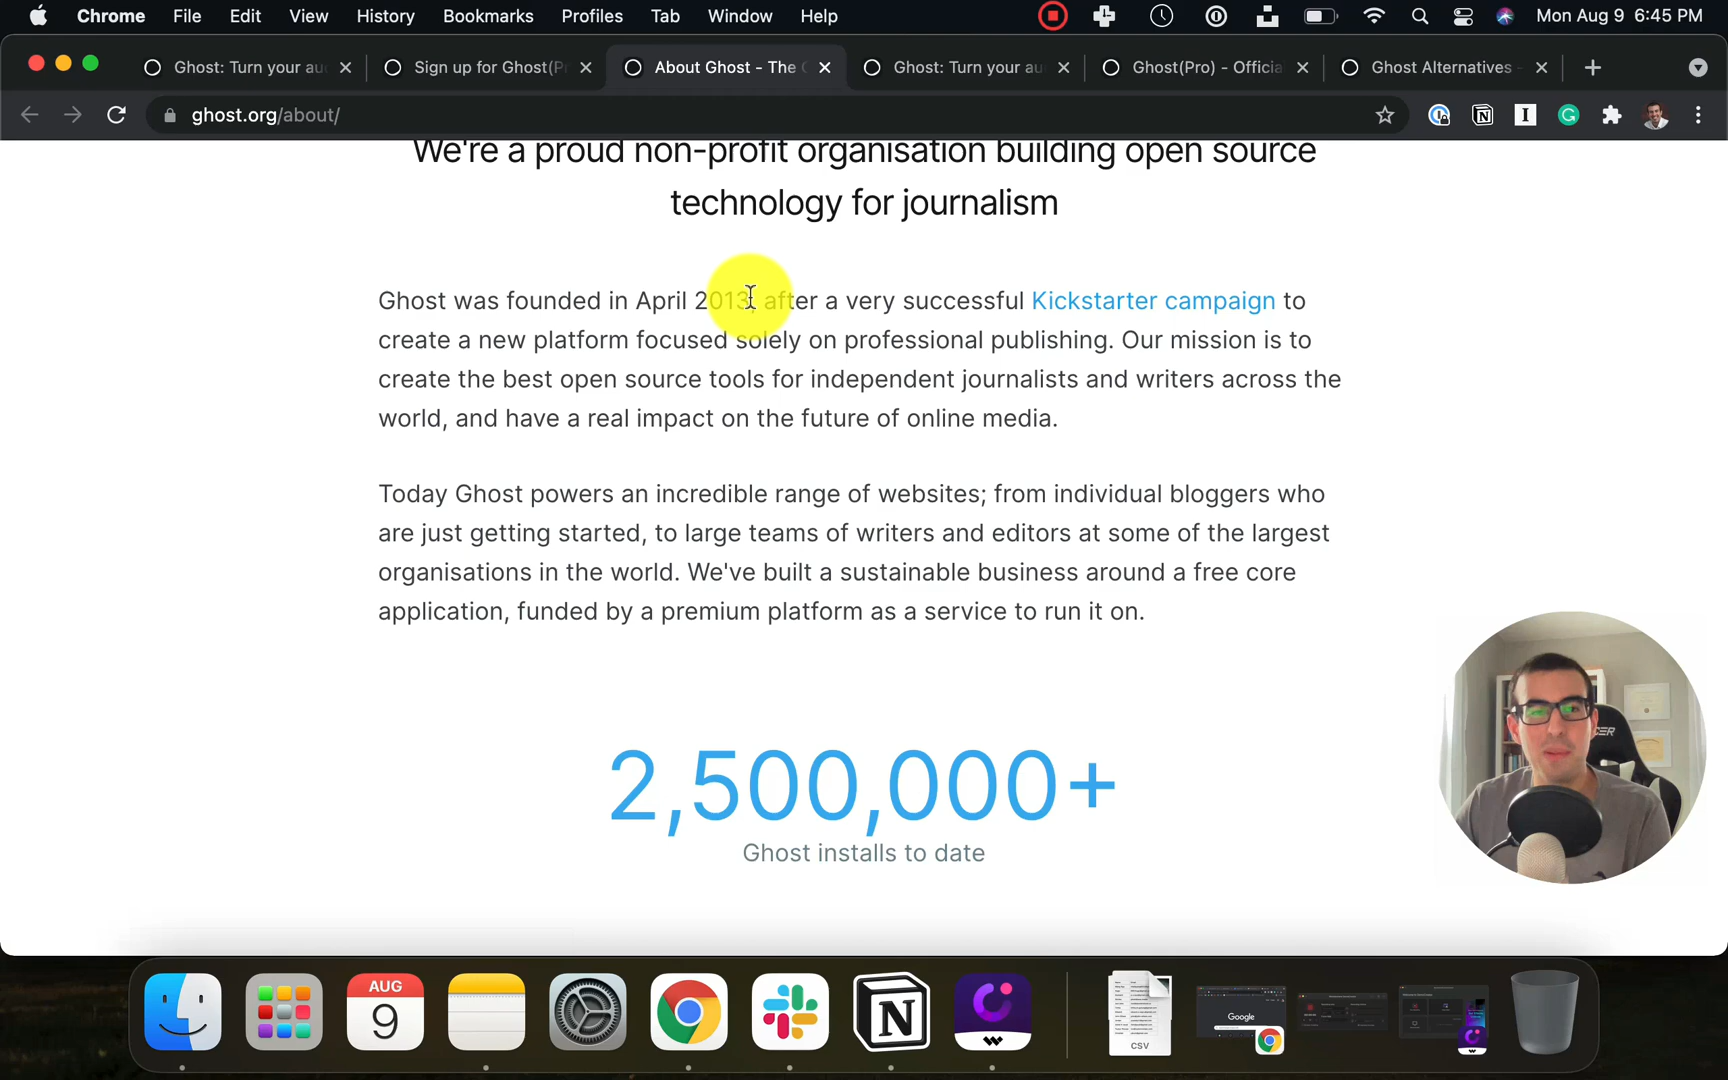 Chrome File Edit View History Bookmarks Profiles Tab Window Help Mon Aug 9 6:45 PM
Ghost: Turn your au Sign up for Ghost(P About Ghost - The Ghost: Turn your au Ghost(Pro) - Officia Ghost Alternatives -
ghost.org/about/
We're a proud non-profit organisation building open source
technology for journalism
Ghost was founded in April 2013, after a very successful Kickstarter campaign to
create a new platform focused solely on professional publishing. Our mission is to
create the best open source tools for independent journalists and writers across the
world, and have a real impact on the future of online media.
Today Ghost powers an incredible range of websites; from individual bloggers who
are just getting started, to large teams of writers and editors at some of the largest
organisations in the world. We've built a sustainable business around a free core
application, funded by a premium platform as a service to run it on.
2,500,000+
Ghost installs to date
AUG
9
CSV
Google